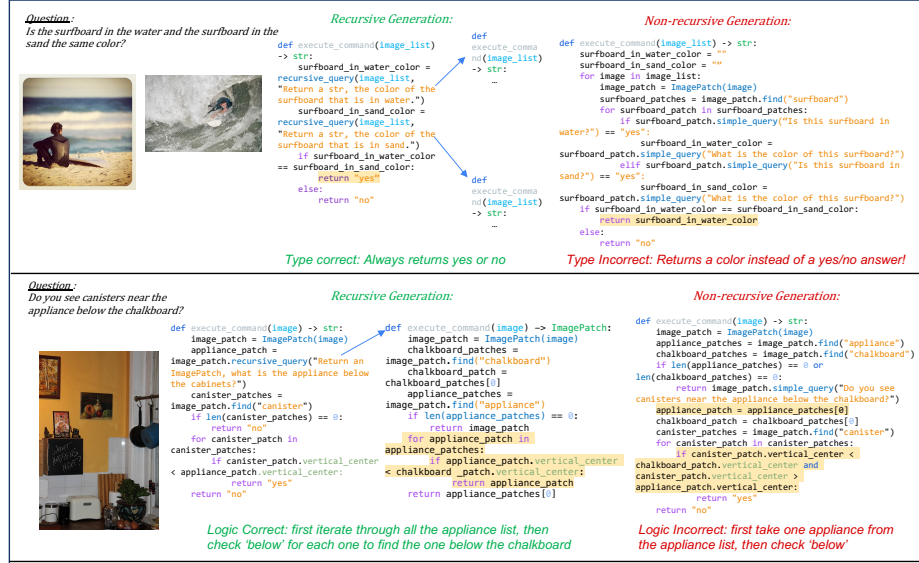 Question:
Is the surfboard in the water and the surfboard in the
sand the same color?
Recursive Generation:
def execute_command(image_list)
-> str:
surfboard_in_water_color =
recursive_query(image_list,
"Return a str, the color of the
surfboard that is in water.")
surfboard_in_sand_color =
recursive_query(image_list,
"Return a str, the color of the
surfboard that is in sand.")
if surfboard_in_water_color
== surfboard_in_sand_color:
return "yes"
else:
return "no"
def
execute_comma
nd(image_list)
-> str:
…
def
execute_comma
nd(image_list)
-> str:
…
Type correct: Always returns yes or no
Non-recursive Generation:
def execute_command(image_list) -> str:
surfboard_in_water_color = ""
surfboard_in_sand_color = ""
for image in image_list:
image_patch = ImagePatch(image)
surfboard_patches = image_patch.find("surfboard")
for surfboard_patch in surfboard_patches:
if surfboard_patch.simple_query("Is this surfboard in
water?") == "yes":
surfboard_in_water_color =
surfboard_patch.simple_query("What is the color of this surfboard?")
elif surfboard_patch.simple_query("Is this surfboard in
sand?") == "yes":
surfboard_in_sand_color =
surfboard_patch.simple_query("What is the color of this surfboard?")
if surfboard_in_water_color == surfboard_in_sand_color:
return surfboard_in_water_color
else:
return "no"
Type Incorrect: Returns a color instead of a yes/no answer!
Question:
Do you see canisters near the
appliance below the chalkboard?
Recursive Generation:
def execute_command(image) -> str:
image_patch = ImagePatch(image)
appliance_patch =
image_patch.recursive_query("Return an
ImagePatch, what is the appliance below
the cabinets?")
canister_patches =
image_patch.find("canister")
if len(canister_patches) == 0:
return "no"
for canister_patch in
canister_patches:
if canister_patch.vertical_center
< appliance_patch.vertical_center:
return "yes"
return "no"
def execute_command(image) -> ImagePatch:
image_patch = ImagePatch(image)
chalkboard_patches =
image_patch.find("chalkboard")
chalkboard_patch =
chalkboard_patches[0]
appliance_patches =
image_patch.find("appliance")
if len(appliance_patches) == 0:
return image_patch
for appliance_patch in
appliance_patches:
if appliance_patch.vertical_center
< chalkboard _patch.vertical_center:
return appliance_patch
return appliance_patches[0]
Logic Correct: first iterate through all the appliance list, then
check 'below' for each one to find the one below the chalkboard
Non-recursive Generation:
def execute_command(image) -> str:
image_patch = ImagePatch(image)
appliance_patches = image_patch.find("appliance")
chalkboard_patches = image_patch.find("chalkboard")
if len(appliance_patches) == 0 or
len(chalkboard_patches) == 0:
return image_patch.simple_query("Do you see
canisters near the appliance below the chalkboard?")
appliance_patch = appliance_patches[0]
chalkboard_patch = chalkboard_patches[0]
canister_patches = image_patch.find("canister")
for canister_patch in canister_patches:
if canister_patch.vertical_center <
chalkboard_patch.vertical_center and
canister_patch.vertical_center >
appliance_patch.vertical_center:
return "yes"
return "no"
Logic Incorrect: first take one appliance from
the appliance list, then check 'below'